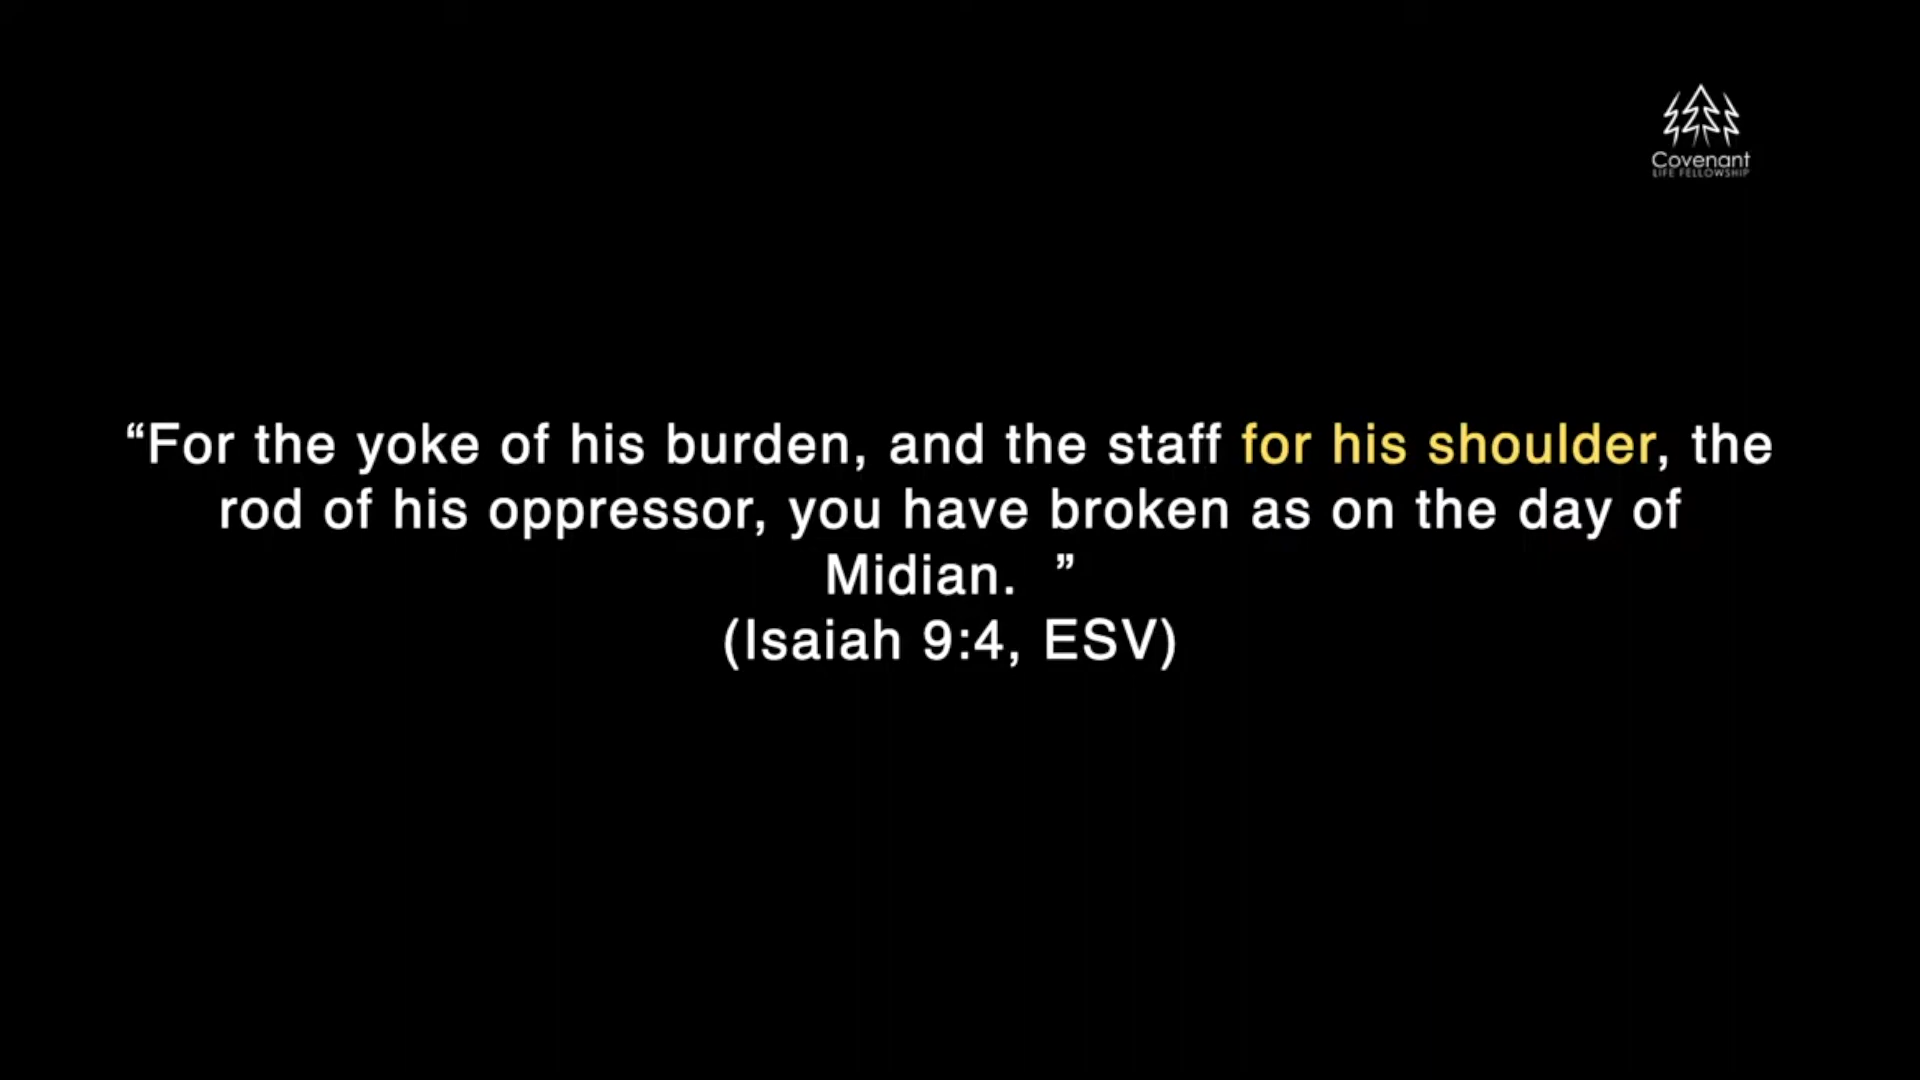 Covenant
LIFE FELLOWSHIP
“For the yoke of his burden, and the staff for his shoulder, the
rod of his oppressor, you have broken as on the day of
Midian.  ”
(Isaiah 9:4, ESV)